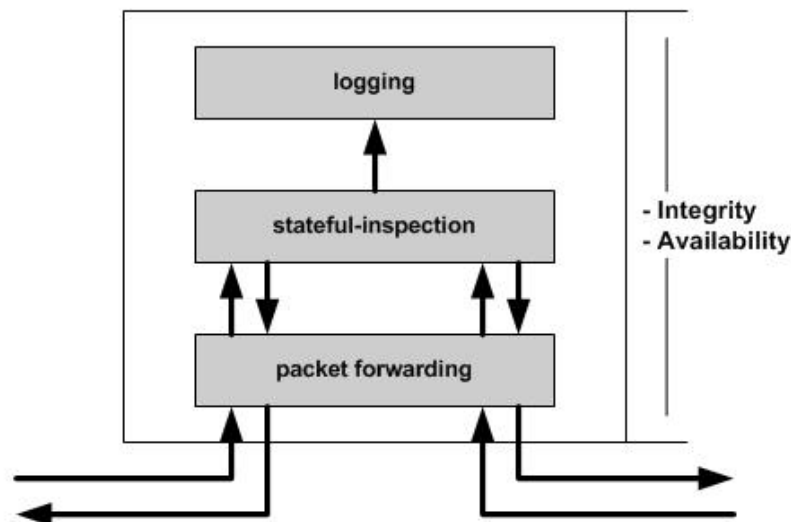 logging
stateful-inspection
- Integrity
- Availability
packet forwarding